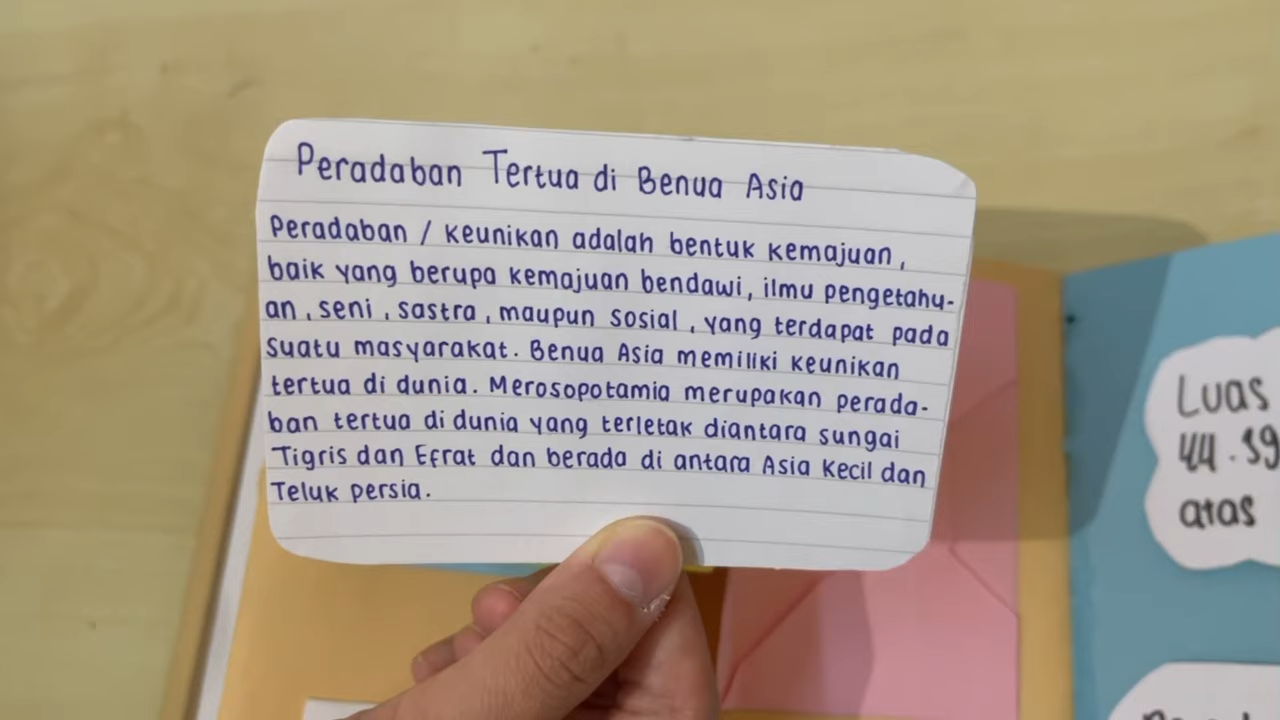 Peradaban Tertua di Benua Asia
Peradaban / keunikan adalah bentuk kemajuan,
baik yang berupa kemajuan bendawi, ilmu pengetahu-
an, seni, sastra, maupun sosial, yang terdapat pada
suatu masyarakat. Benua Asia memiliki keunikan
tertua di dunia. Merosopotamia merupakan perada-
ban tertua di dunia yang terletak diantara sungai
Tigris dan Efrat dan berada di antara Asia Kecil dan
Teluk persia.
Luas
44.
atas